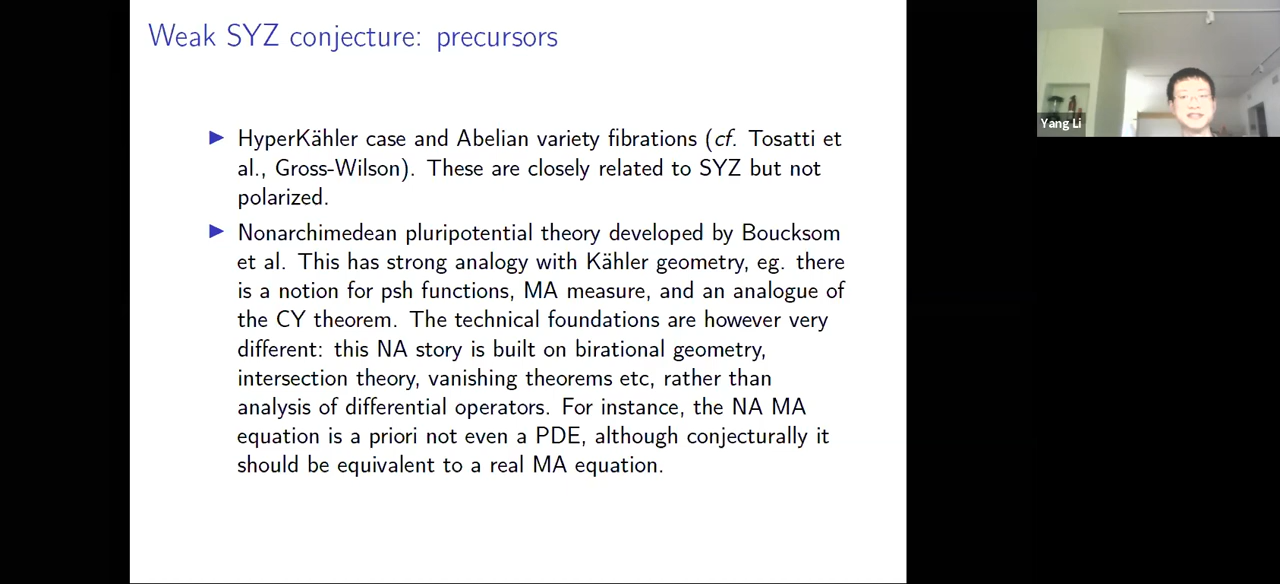 Weak SYZ conjecture: precursors
HyperKähler case and Abelian variety fibrations (cf. Tosatti et
al., Gross-Wilson). These are closely related to SYZ but not
polarized.
Nonarchimedean pluripotential theory developed by Boucksom
et al. This has strong analogy with Kähler geometry, eg. there
is a notion for psh functions, MA measure, and an analogue of
the CY theorem. The technical foundations are however very
different: this NA story is built on birational geometry,
intersection theory, vanishing theorems etc, rather than
analysis of differential operators. For instance, the NA MA
equation is a priori not even a PDE, although conjecturally it
should be equivalent to a real MA equation.
Yang Li